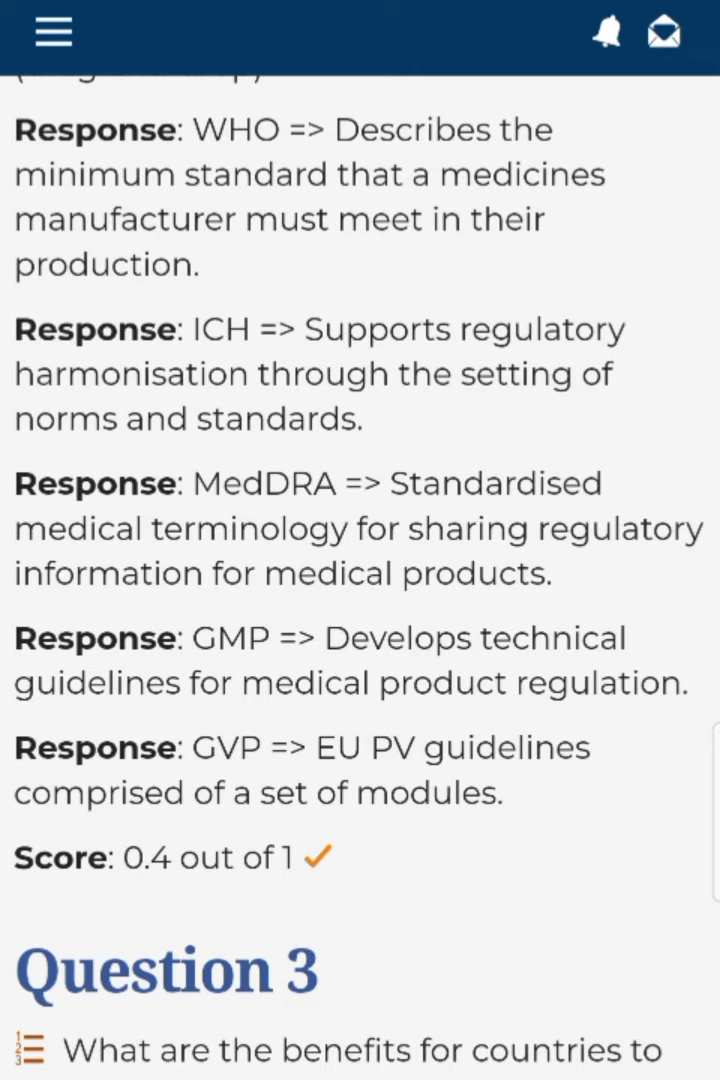 Response: WHO => Describes the
minimum standard that a medicines
manufacturer must meet in their
production.
Response: ICH => Supports regulatory
harmonisation through the setting of
norms and standards.
Response: MedDRA => Standardised
medical terminology for sharing regulatory
information for medical products.
Response: GMP => Develops technical
guidelines for medical product regulation.
Response: GVP => EU PV guidelines
comprised of a set of modules.
Score: 0.4 out of 1
Question 3
What are the benefits for countries to